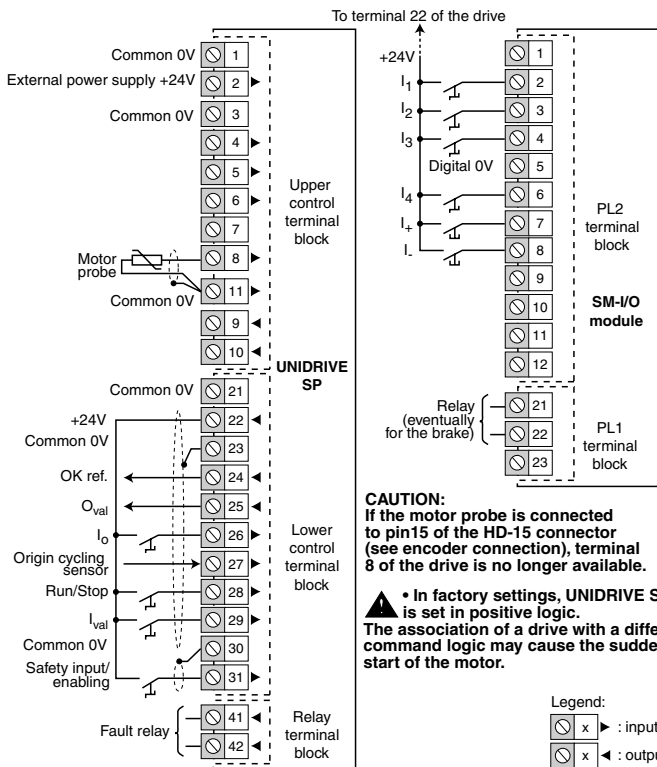 To terminal 22 of the drive
Common 0V 1
External power supply +24V 2
Common 0V 3
4
5
6
7
Motor
probe
8
Common 0V 11
9
10
Upper
control
terminal
block
UNIDRIVE
SP
Common 0V 21
+24V 22
Common 0V 23
OK ref. 24
Oval 25
Io 26
Origin cycling
sensor
27
Run/Stop 28
Ival 29
Common 0V 30
Safety input/
enabling
31
Lower
control
terminal
block
Fault relay
41
42
Relay
terminal
block
+24V
1
I1 2
I2 3
I3 4
Digital 0V 5
I4 6
I+ 7
I- 8
9
10
11
12
PL2
terminal
block
SM-I/O
module
Relay
(eventually
for the brake)
21
22
23
PL1
terminal
block
CAUTION:
If the motor probe is connected
to pin15 of the HD-15 connector
(see encoder connection), terminal
8 of the drive is no longer available.
• In factory settings, UNIDRIVE S
is set in positive logic.
The association of a drive with a diffe
command logic may cause the sudde
start of the motor.
Legend:
x : input
x : outpu